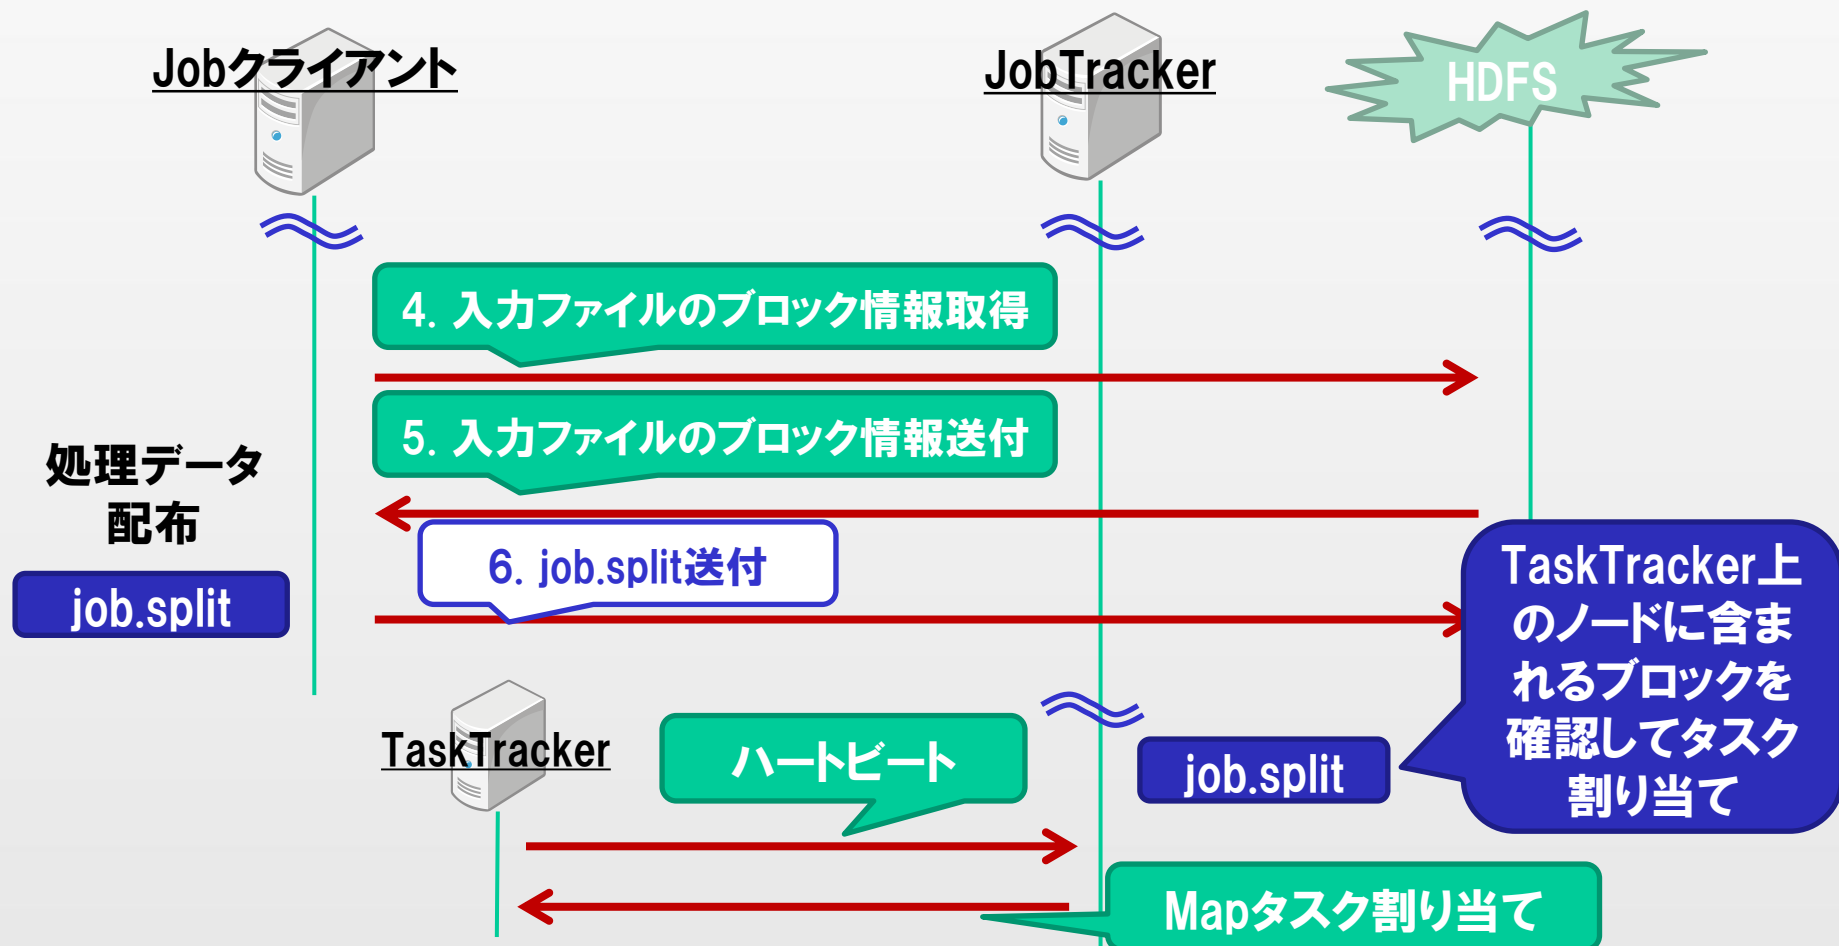 Jobクライアント
JobTracker
HDFS
4. 入力ファイルのブロック情報取得
5. 入力ファイルのブロック情報送付
処理データ
配布
job.split
6. job.split送付
TaskTracker上
のノードに含ま
れるブロックを
確認してタスク
割り当て
TaskTracker
ハートビート
job.split
Mapタスク割り当て